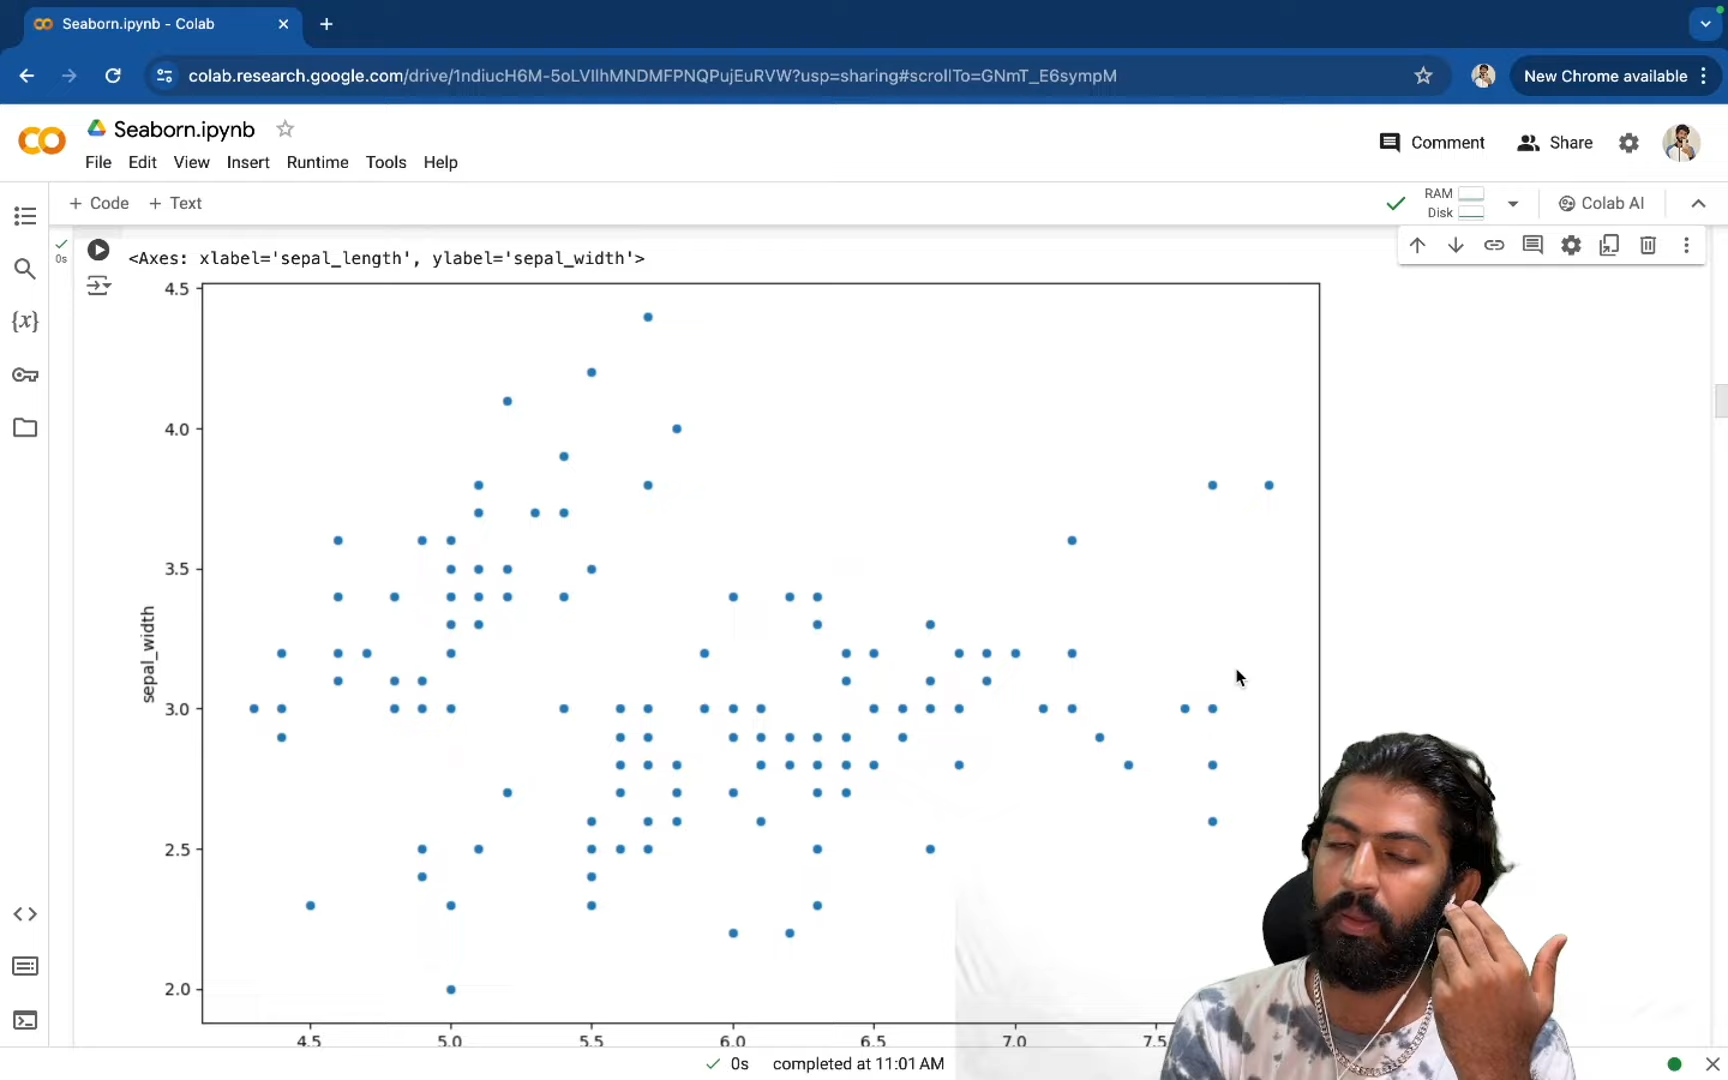 Seaborn.ipynb - Colab
colab.research.google.com/drive/1ndiucH6M-5oLVIlhMNDMFPNQPujEuRVW?usp=sharing#scrollTo=GNmT_E6sympM
New Chrome available
Seaborn.ipynb
Comment
Share
File Edit View Insert Runtime Tools Help
+ Code + Text
RAM
Disk
Colab AI
0s
<Axes: xlabel='sepal_length', ylabel='sepal_width'>
4.5
4.0
3.5
sepal_width
3.0
2.5
2.0
4.5 5.0 5.5 6.0 6.5 7.0 7.5
0s completed at 11:01 AM